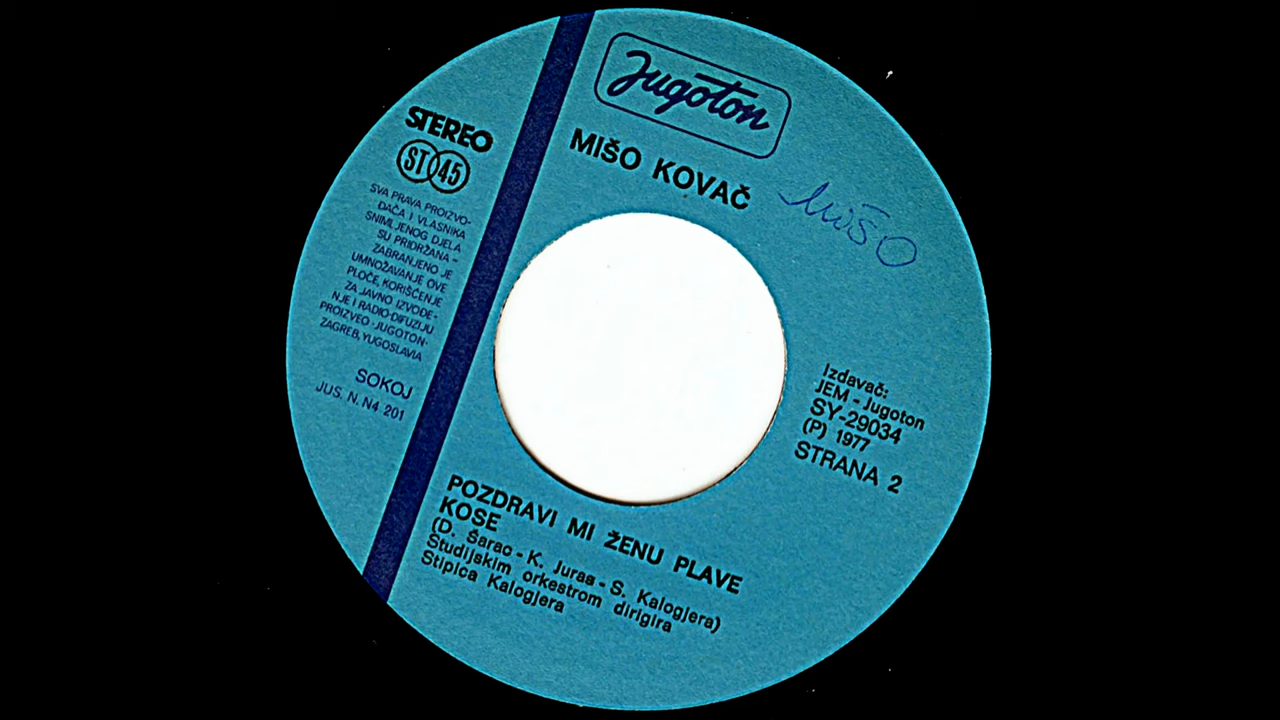 Jugoton
MIŠO KOVAČ
mišo
STEREO
ST 45
SVA PRAVA PROIZVO-
ĐAČA I VLASNIKA
SNIMLJENOG DJELA
SU PRIDRŽANA -
ZABRANJENO JE
UMNOŽAVANJE OVE
PLOČE, KORIŠĆENJE
ZA JAVNO IZVOĐE-
NJE I RADIO-DIFUZIJU
PROIZVEO · JUGOTON ·
ZAGREB, YUGOSLAVIA
SOKOJ
JUS. N. N4 201
Izdavač:
JEM - Jugoton
SY-29034
(P) 1977
STRANA 2
POZDRAVI MI ŽENU PLAVE
KOSE
(D. Šarac - K. Juras - S. Kalogjera)
Studijskim orkestrom dirigira
Stipica Kalogjera